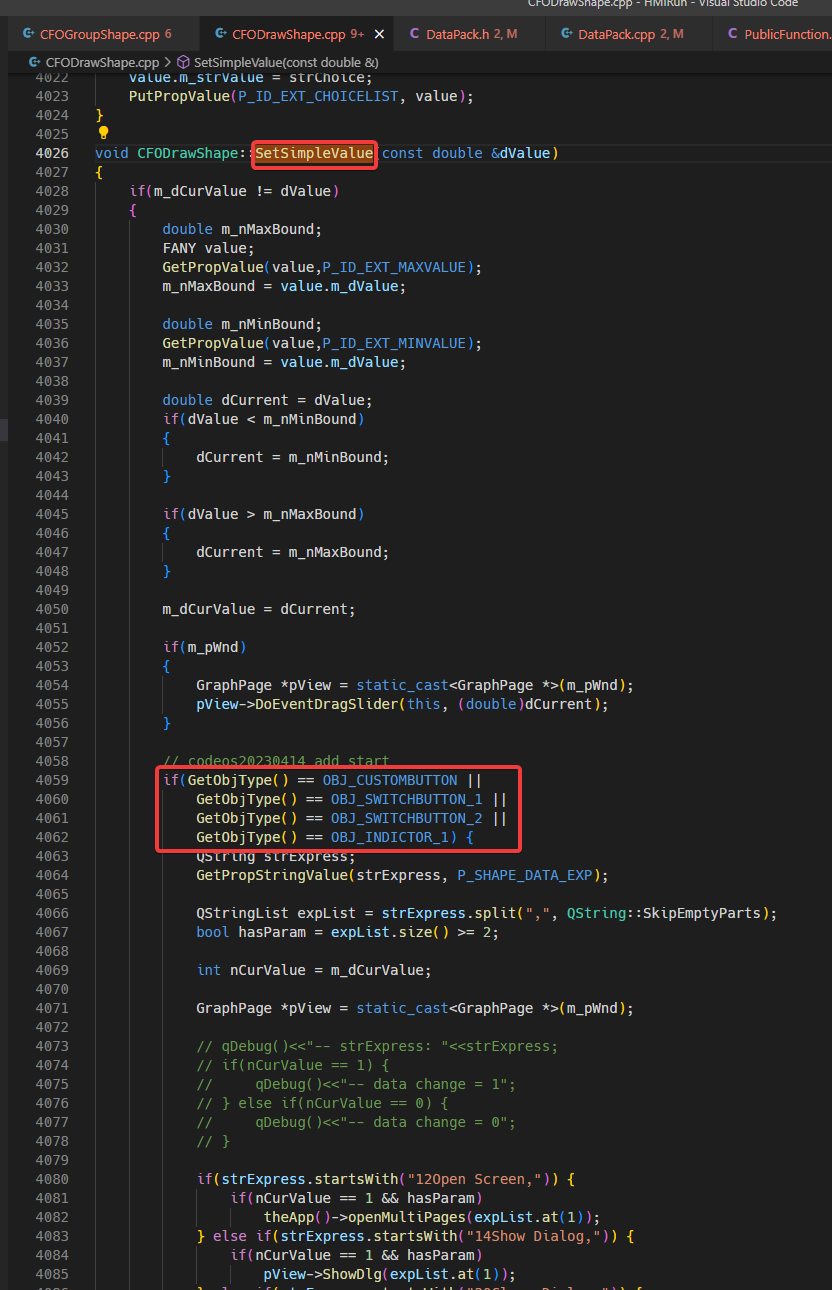 CFODrawShape.cpp - HMIRun - Visual Studio Code
CFOGroupShape.cpp 6 CFODrawShape.cpp 9+ × C DataPack.h 2, M DataPack.cpp 2, M C PublicFunction.
CFODrawShape.cpp > SetSimpleValue(const double &)
4022 value.m_strValue = strChoice;
4023 PutPropValue(P_ID_EXT_CHOICELIST, value);
4024 }
4025
4026 void CFODrawShape::SetSimpleValue(const double &dValue)
4027 {
4028 if(m_dCurValue != dValue)
4029 {
4030 double m_nMaxBound;
4031 FANY value;
4032 GetPropValue(value,P_ID_EXT_MAXVALUE);
4033 m_nMaxBound = value.m_dValue;
4034
4035 double m_nMinBound;
4036 GetPropValue(value,P_ID_EXT_MINVALUE);
4037 m_nMinBound = value.m_dValue;
4038
4039 double dCurrent = dValue;
4040 if(dValue < m_nMinBound)
4041 {
4042 dCurrent = m_nMinBound;
4043 }
4044
4045 if(dValue > m_nMaxBound)
4046 {
4047 dCurrent = m_nMaxBound;
4048 }
4049
4050 m_dCurValue = dCurrent;
4051
4052 if(m_pWnd)
4053 {
4054 GraphPage *pView = static_cast<GraphPage *>(m_pWnd);
4055 pView->DoEventDragSlider(this, (double)dCurrent);
4056 }
4057
4058 // codeos20230414 add start
4059 if(GetObjType() == OBJ_CUSTOMBUTTON ||
4060 GetObjType() == OBJ_SWITCHBUTTON_1 ||
4061 GetObjType() == OBJ_SWITCHBUTTON_2 ||
4062 GetObjType() == OBJ_INDICTOR_1) {
4063 QString strExpress;
4064 GetPropStringValue(strExpress, P_SHAPE_DATA_EXP);
4065
4066 QStringList expList = strExpress.split(",", QString::SkipEmptyParts);
4067 bool hasParam = expList.size() >= 2;
4068
4069 int nCurValue = m_dCurValue;
4070
4071 GraphPage *pView = static_cast<GraphPage *>(m_pWnd);
4072
4073 // qDebug()<<"-- strExpress: "<<strExpress;
4074 // if(nCurValue == 1) {
4075 // qDebug()<<"-- data change = 1";
4076 // } else if(nCurValue == 0) {
4077 // qDebug()<<"-- data change = 0";
4078 // }
4079
4080 if(strExpress.startsWith("12Open Screen,")) {
4081 if(nCurValue == 1 && hasParam)
4082 theApp()->openMultiPages(expList.at(1));
4083 } else if(strExpress.startsWith("14Show Dialog,")) {
4084 if(nCurValue == 1 && hasParam)
4085 pView->ShowDlg(expList.at(1));